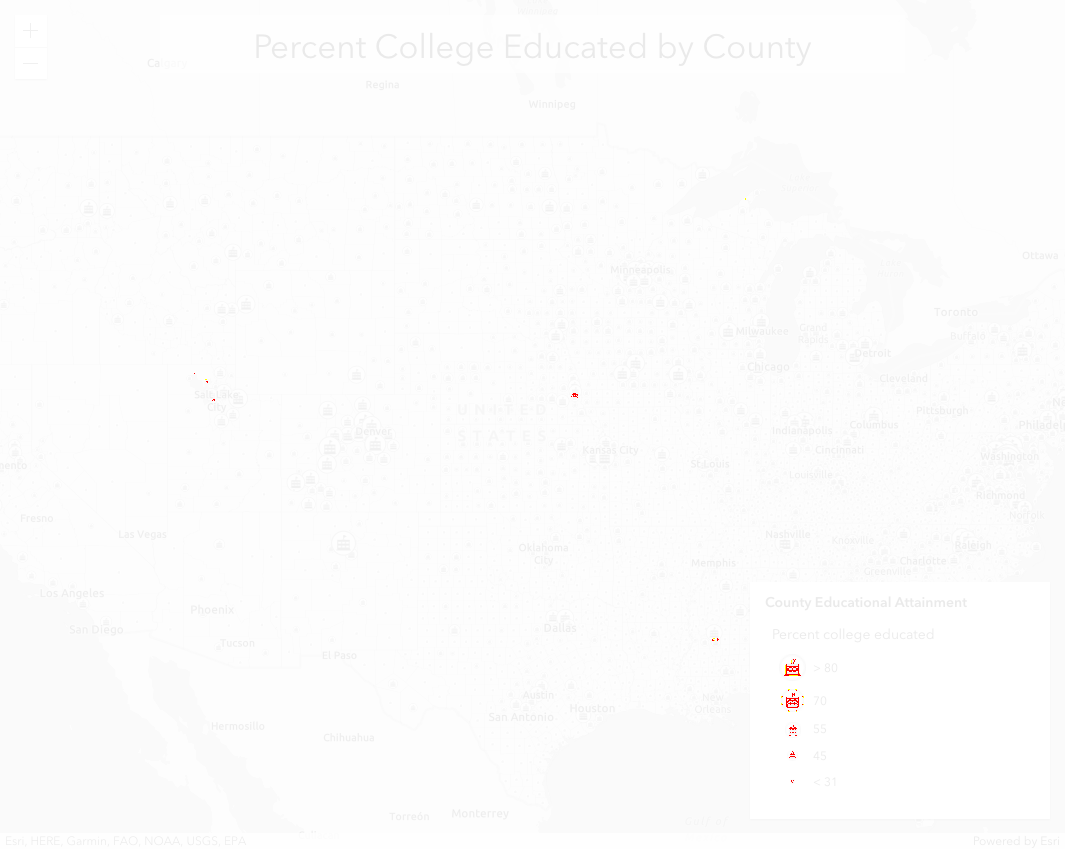 +
Percent College Educated by County
−
Ca
Regina
Winnipeg
Ottawa
Minneapolis
Toronto
Buffalo
Milwaukee
Grand
Rapids
Detroit
Chicago
Cleveland
Salt Lake
City
UNITED
STATES
Pittsburgh
Philadelp
Denver
Indianapolis
Columbus
Kansas City
Cincinnati
Washington
St Louis
Louisville
Richmond
Norfolk
Fresno
Las Vegas
Nashville
Knoxville
Raleigh
Oklahoma
City
Memphis
Charlotte
Greenville
Los Angeles
Phoenix
San Diego
Dallas
Tucson
El Paso
County Educational Attainment
Percent college educated
> 80
70
55
45
< 31
Austin
New
Orleans
San Antonio
Houston
Hermosillo
Chihuahua
Torreón
Monterrey
Esri, HERE, Garmin, FAO, NOAA, USGS, EPA
Powered by Esri